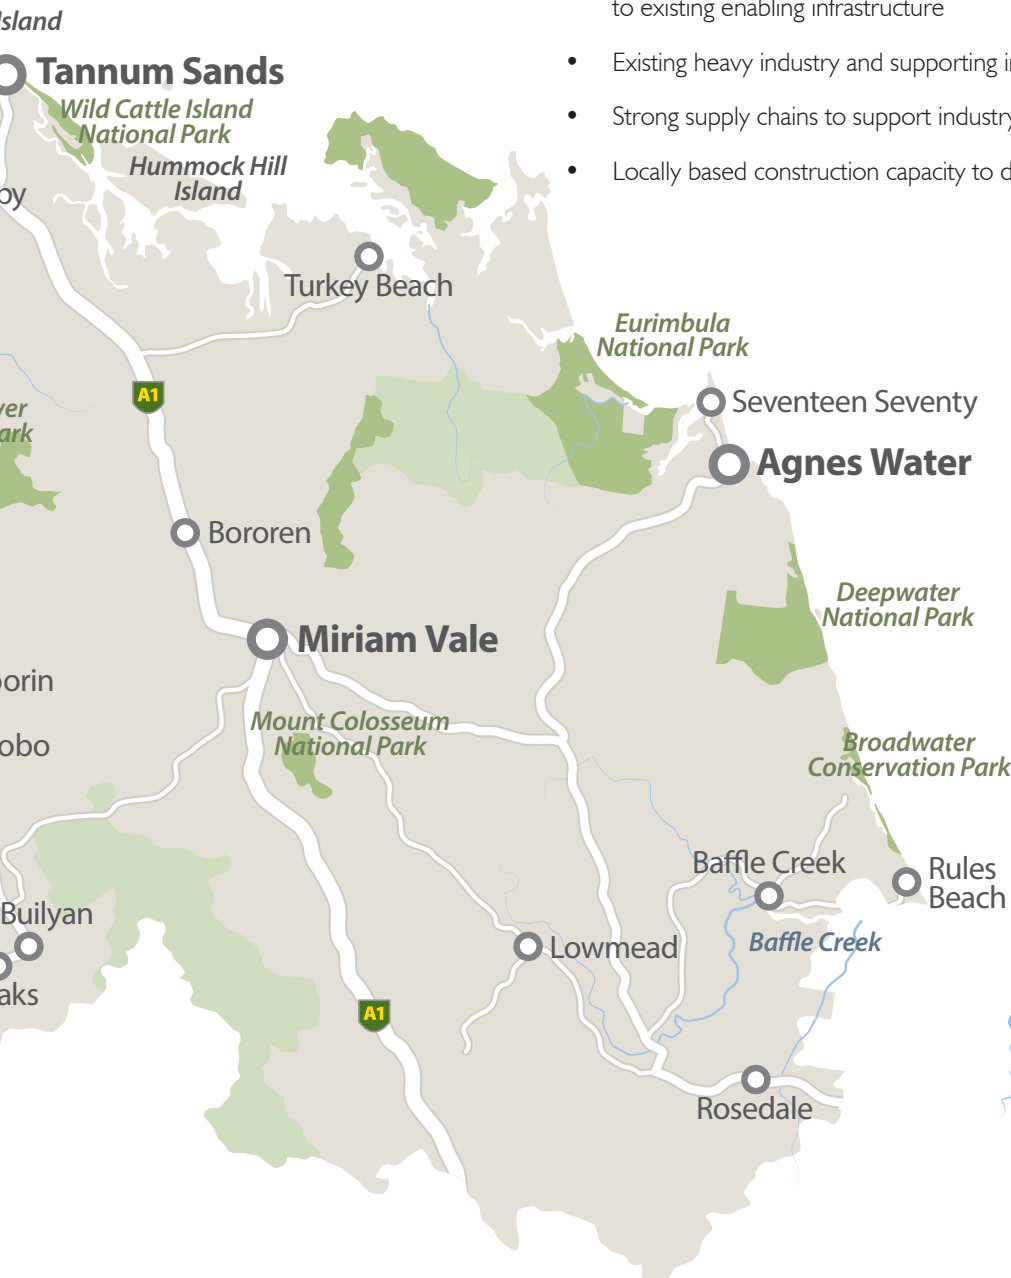 Island
to existing enabling infrastructure
Tannum Sands
• Existing heavy industry and supporting
Wild Cattle Island
National Park
• Strong supply chains to support industry
Hummock Hill
Island
• Locally based construction capacity to
Turkey Beach
Eurimbula
National Park
A1
Seventeen Seventy
Agnes Water
Bororen
Deepwater
National Park
Miriam Vale
Mount Colosseum
National Park
Broadwater
Conservation Park
Baffle Creek
Rules
Beach
Builyan
Baffle Creek
Lowmead
A1
Rosedale